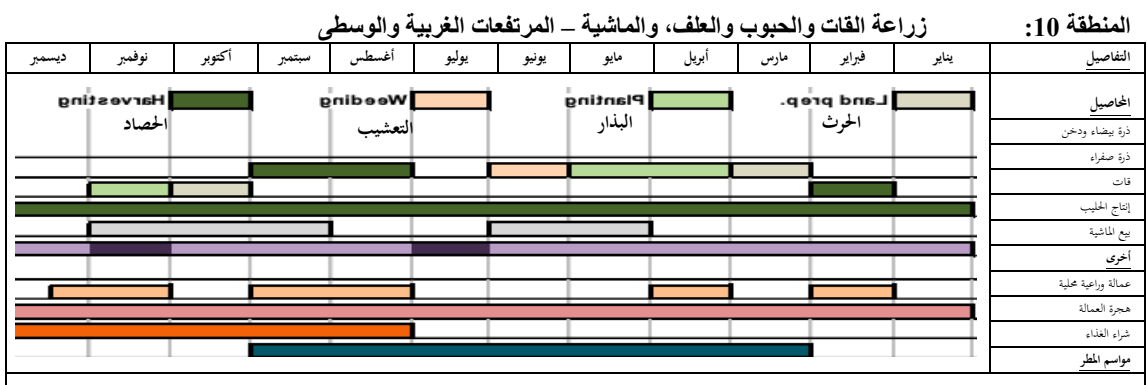 المنطقة 10: زراعة القات والحبوب والعلف، والماشية – المرتفعات الغربية والوسطى
التفاصيل يناير فبراير مارس أبريل مايو يونيو يوليو أغسطس سبتمبر أكتوبر نوفمبر ديسمبر
المحاصيل Land prep. Planting Weeding Harvesting
الحرث البذار التعشيب الحصاد
ذرة بيضاء ودخن
ذرة صفراء
قات
إنتاج الحليب
بيع الماشية
أخرى
عمالة وراعية محلية
هجرة العمالة
شراء الغذاء
مواسم المطر